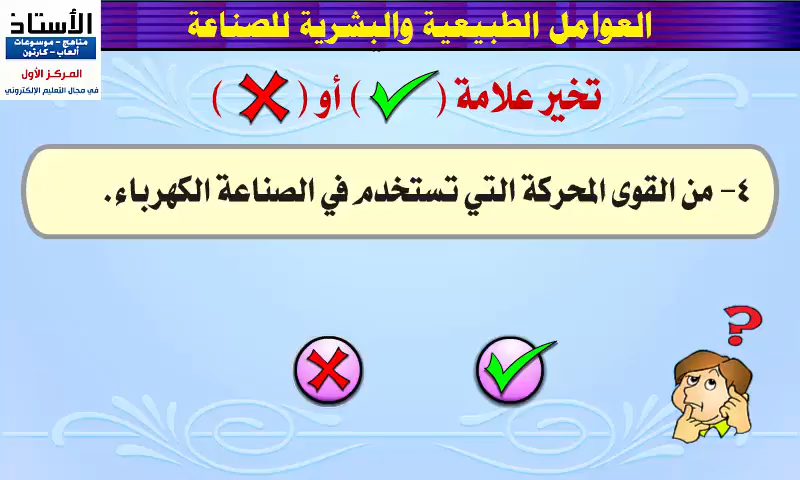 العوامل الطبيعية والبشرية للصناعة
الأستاذ
مناهج - موسوعات
ألعاب - كارتون
المركز الأول
في مجال التعليم الإلكتروني
تخير علامة ( ✓ ) أو ( ✗ )
٤- من القوى المحركة التي تستخدم في الصناعة الكهرباء.
?